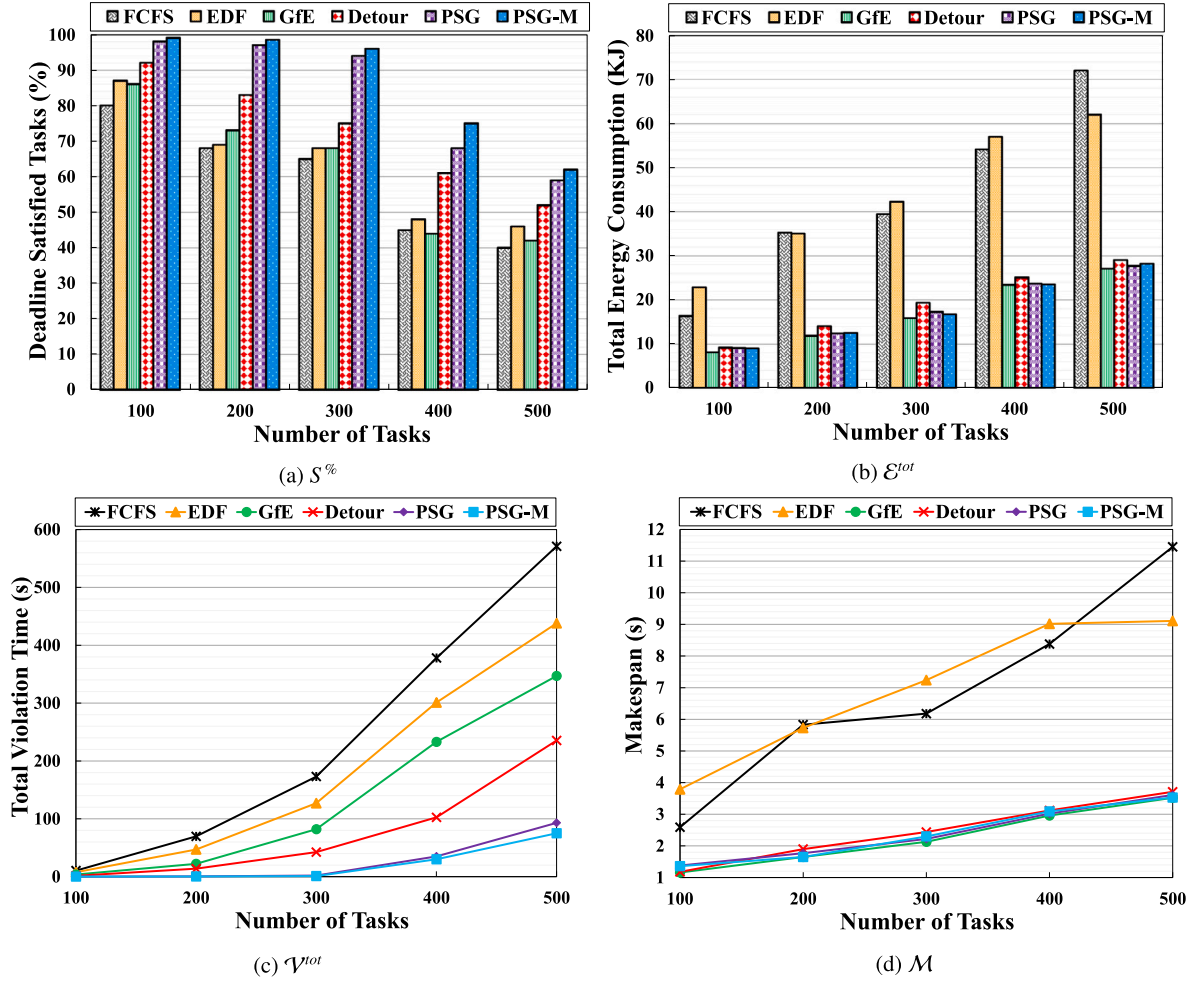 FCFS EDF GfE Detour PSG PSG-M
Deadline Satisfied Tasks (%)
100
90
80
70
60
50
40
30
20
10
0
100 200 300 400 500
Number of Tasks
(a) S^%
FCFS EDF GfE Detour PSG PSG-M
Total Energy Consumption (KJ)
80
70
60
50
40
30
20
10
0
100 200 300 400 500
Number of Tasks
(b) ℰ^tot
FCFS EDF GfE Detour PSG PSG-M
Total Violation Time (s)
600
500
400
300
200
100
0
100 200 300 400 500
Number of Tasks
(c) 𝒱^tot
FCFS EDF GfE Detour PSG PSG-M
Makespan (s)
12
11
10
9
8
7
6
5
4
3
2
1
100 200 300 400 500
Number of Tasks
(d) ℳ